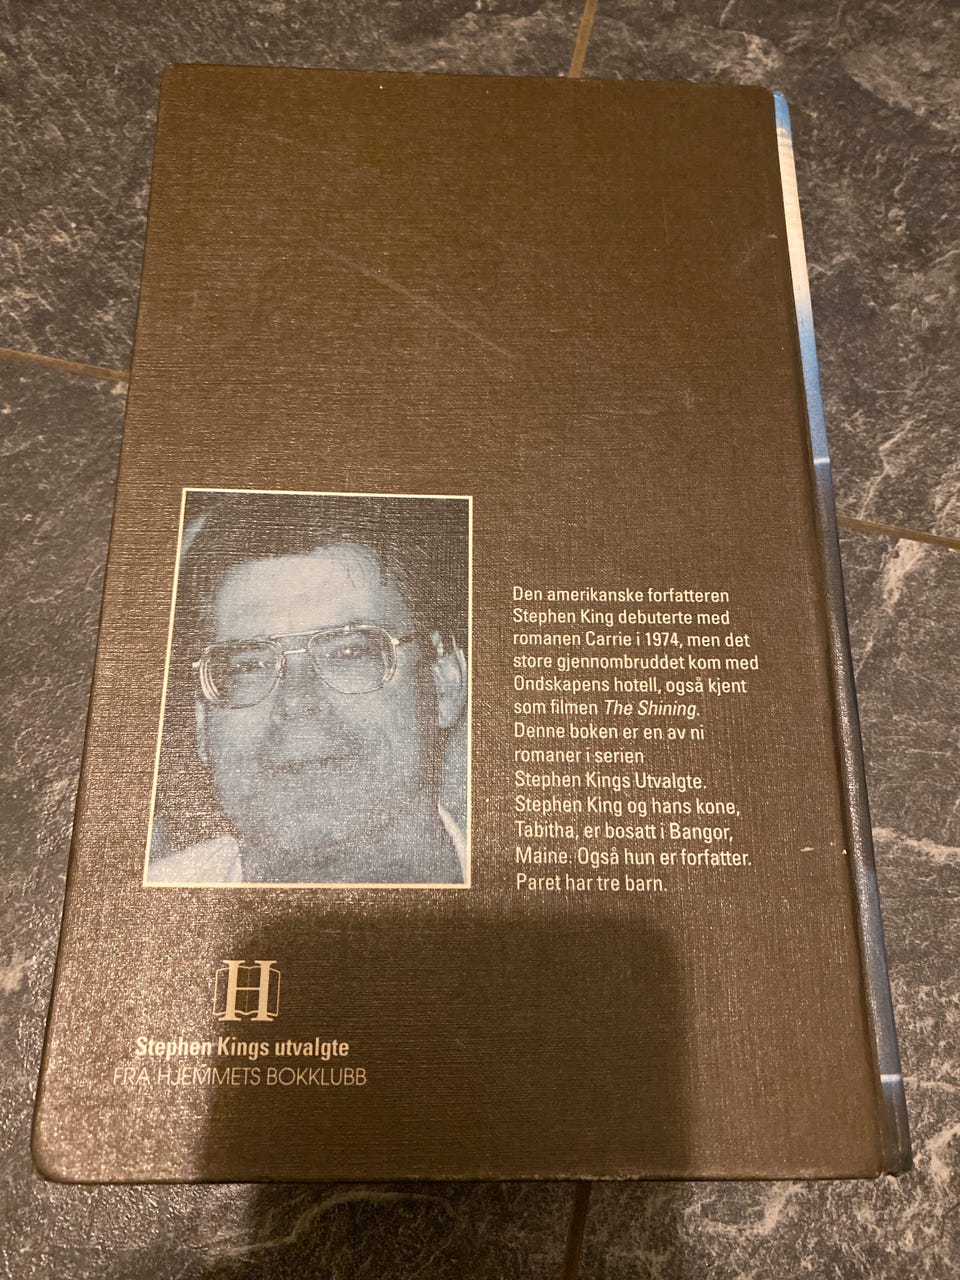 Den amerikanske forfatteren
Stephen King debuterte med
romanen Carrie i 1974, men det
store gjennombruddet kom med
Ondskapens hotell, også kjent
som filmen The Shining.
Denne boken er en av ni
romaner i serien
Stephen Kings Utvalgte.
Stephen King og hans kone,
Tabitha, er bosatt i Bangor,
Maine. Også hun er forfatter.
Paret har tre barn.
H
Stephen Kings utvalgte
FRA HJEMMETS BOKKLUBB